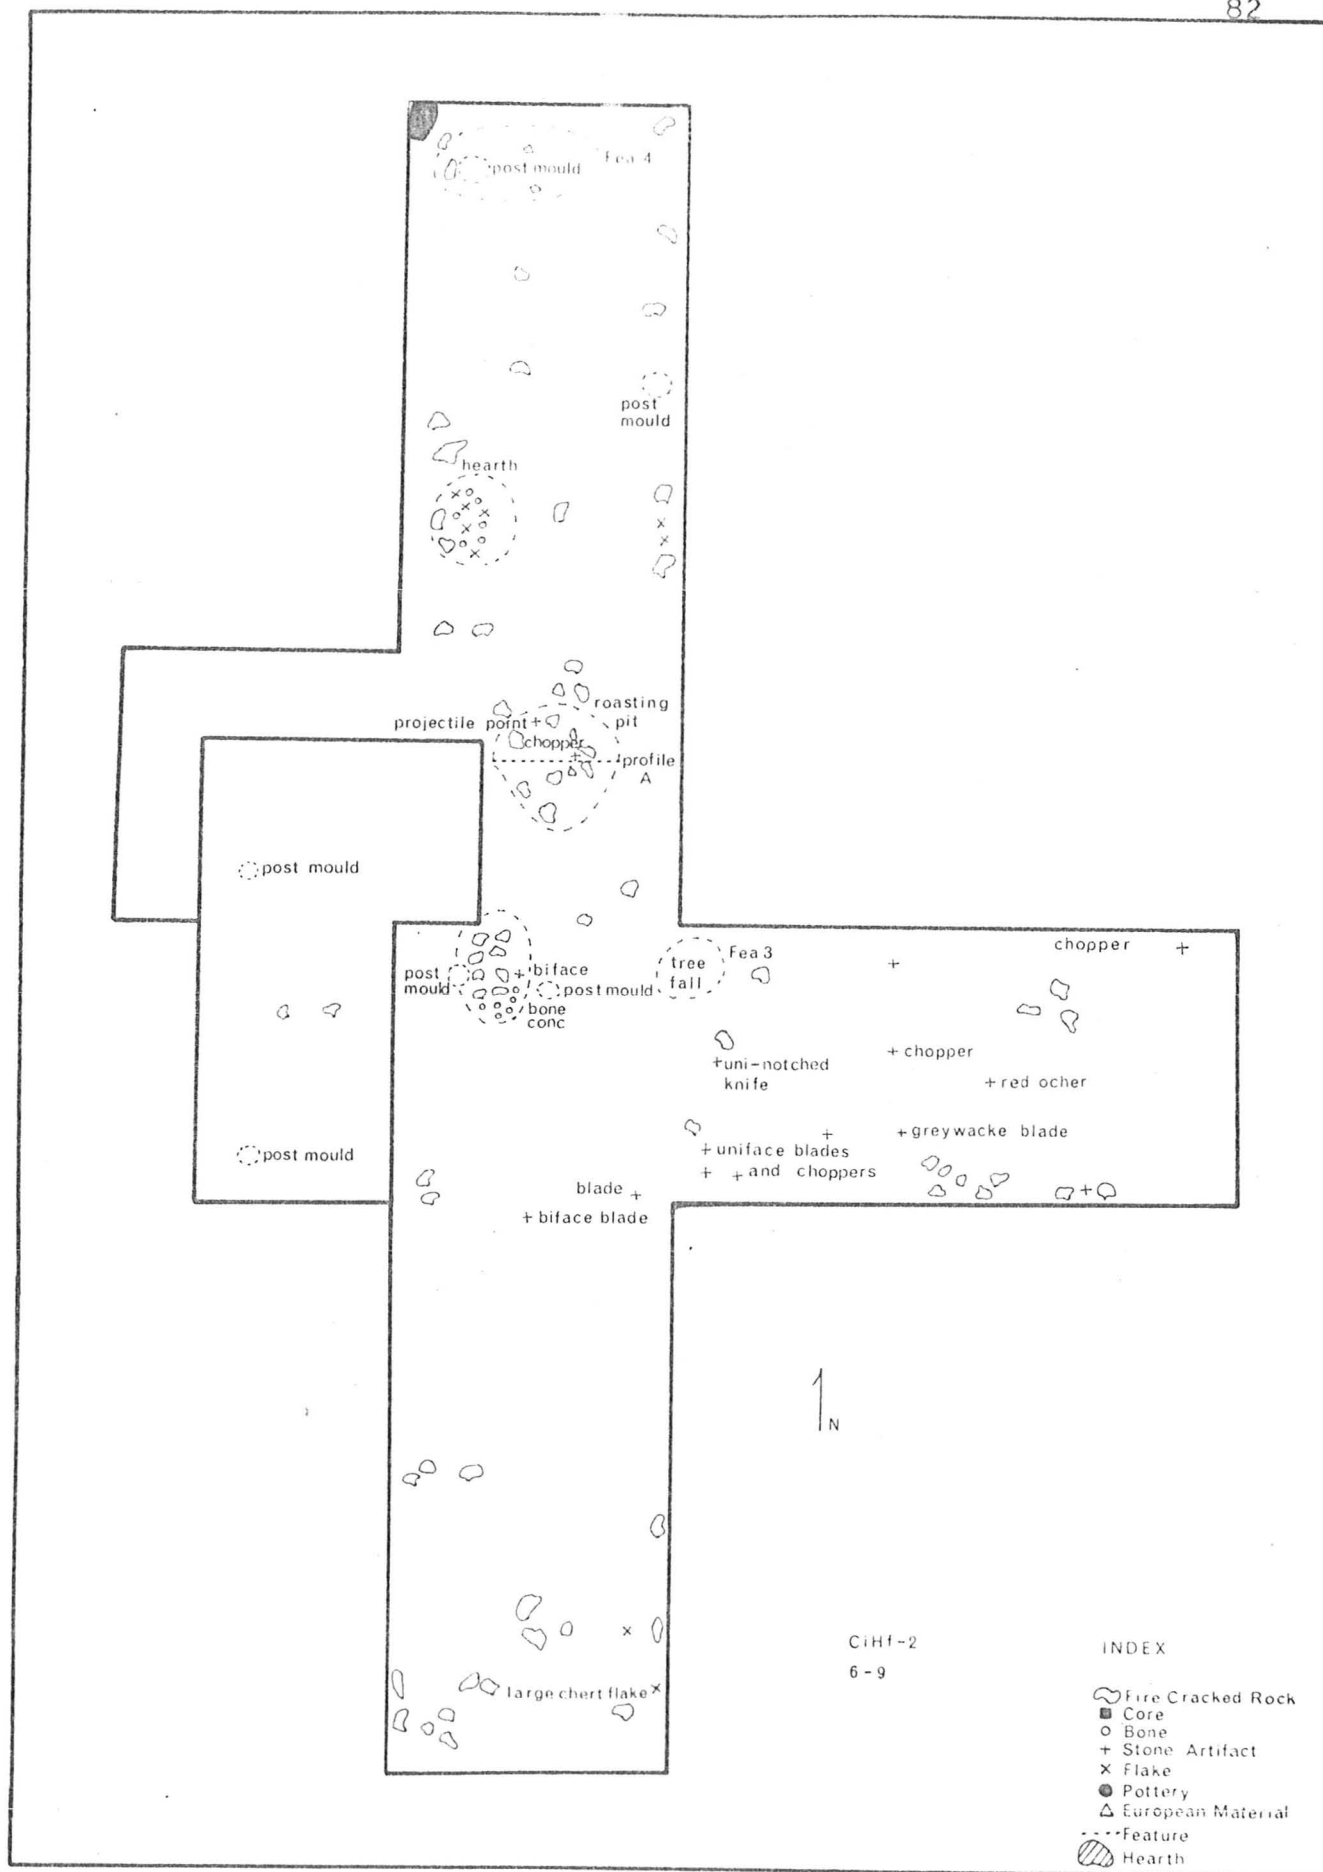 82
Fea 4
post mould
post
mould
hearth
roasting
pit
projectile point
chopper
profile
A
post mould
post
mould
biface
post mould
bone
conc
tree
fall
Fea 3
chopper
uni-notched
knife
chopper
red ocher
greywacke blade
uniface blades
and choppers
post mould
blade
biface blade
N
large chert flake
CiHf-2
6-9
INDEX
Fire Cracked Rock
Core
Bone
Stone Artifact
Flake
Pottery
European Material
Feature
Hearth